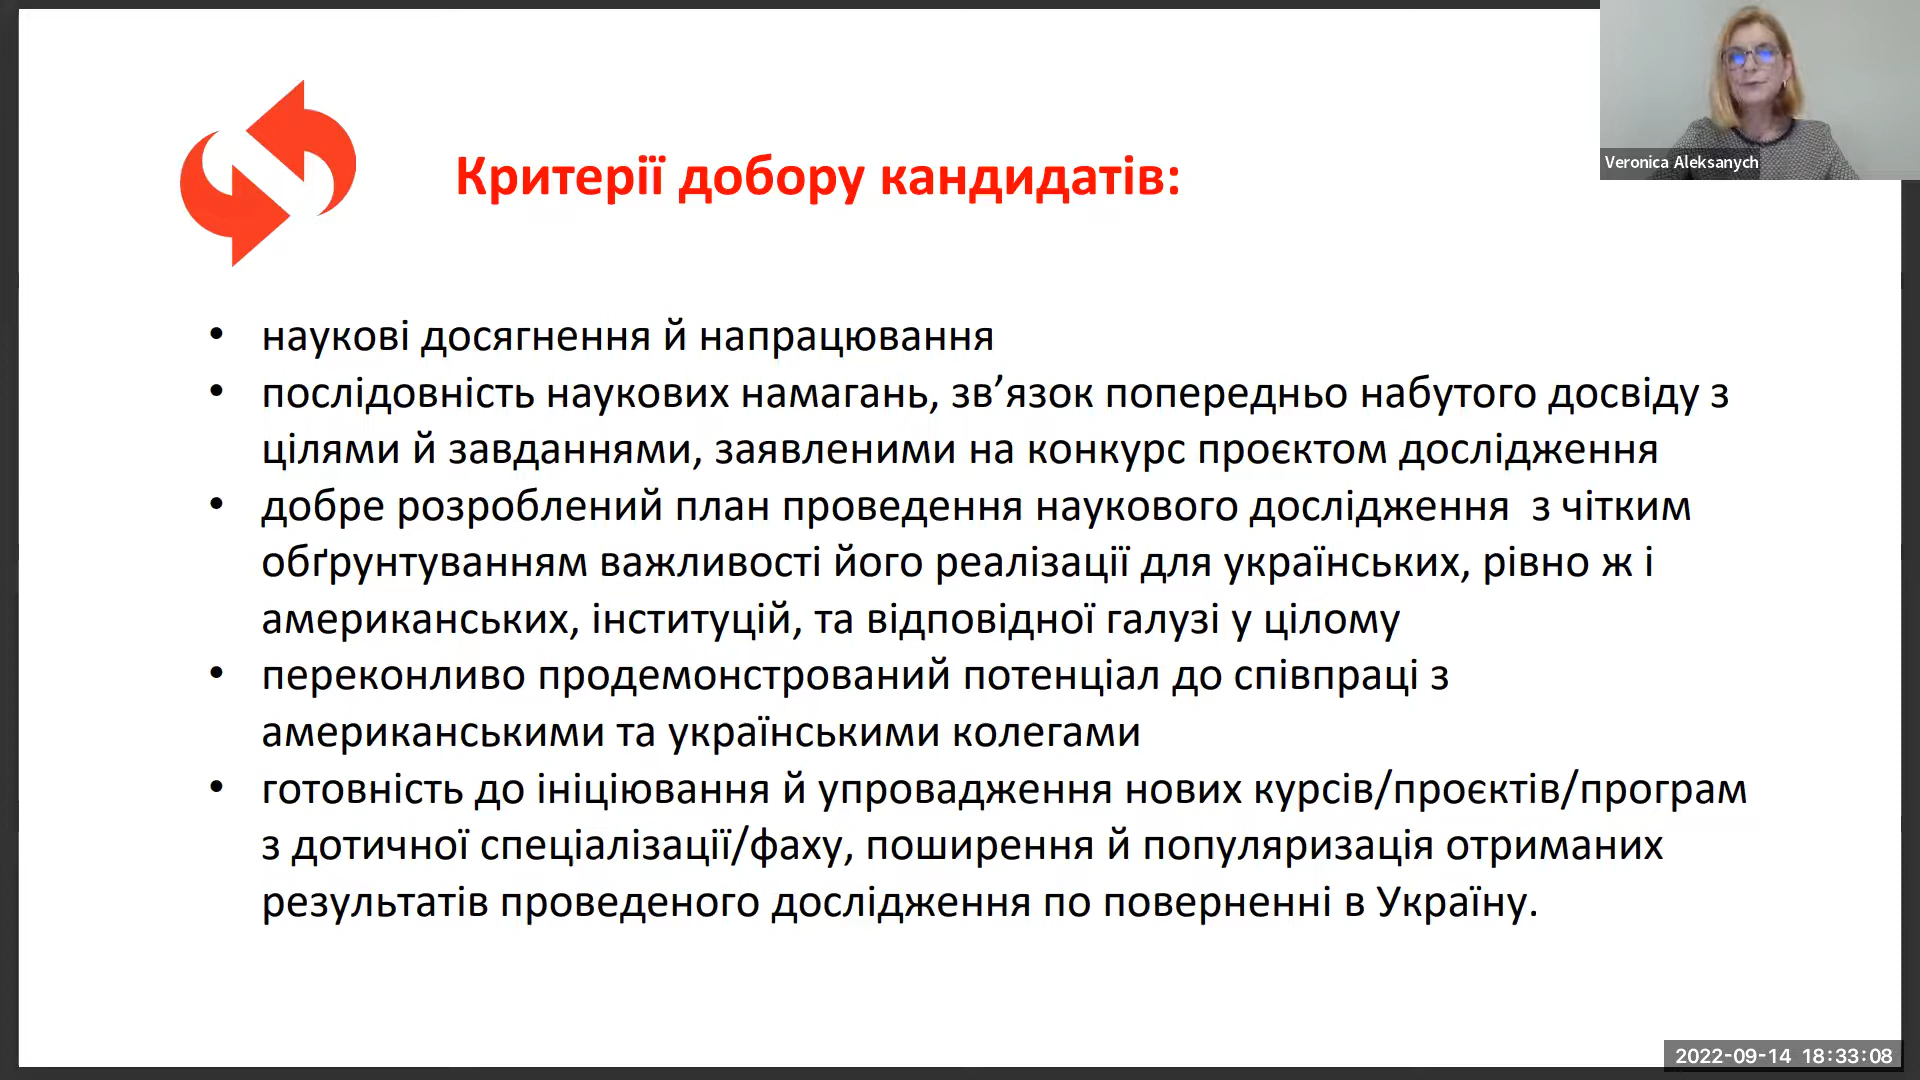 Veronica Aleksanych
Критерії добору кандидатів:
• наукові досягнення й напрацювання
• послідовність наукових намагань, зв’язок попередньо набутого досвіду з
цілями й завданнями, заявленими на конкурс проєктом дослідження
• добре розроблений план проведення наукового дослідження  з чітким
обґрунтуванням важливості його реалізації для українських, рівно ж і
американських, інституцій, та відповідної галузі у цілому
• переконливо продемонстрований потенціал до співпраці з
американськими та українськими колегами
• готовність до ініціювання й упровадження нових курсів/проєктів/програм
з дотичної спеціалізації/фаху, поширення й популяризація отриманих
результатів проведеного дослідження по поверненні в Україну.
2022-09-14 18:33:08